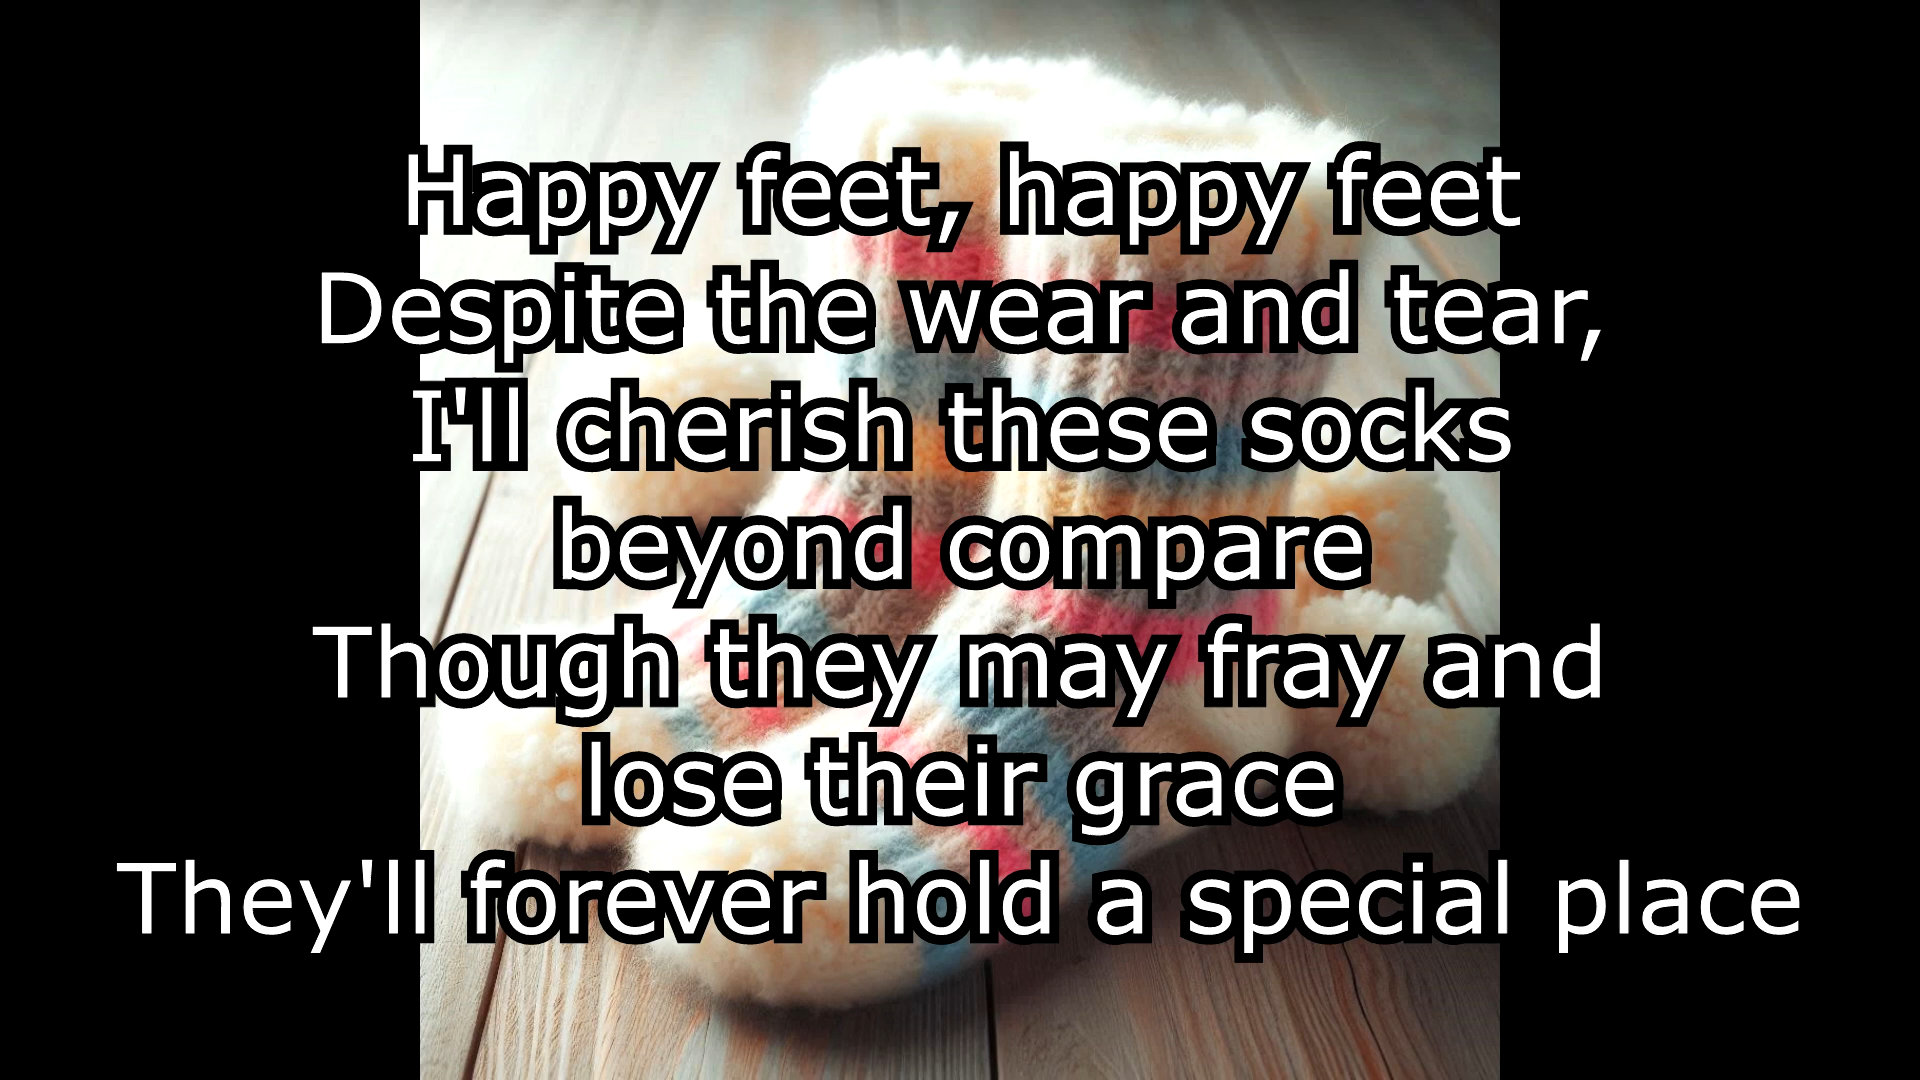 Happy feet, happy feet
Despite the wear and tear,
I'll cherish these socks
beyond compare
Though they may fray and
lose their grace
They'll forever hold a special place